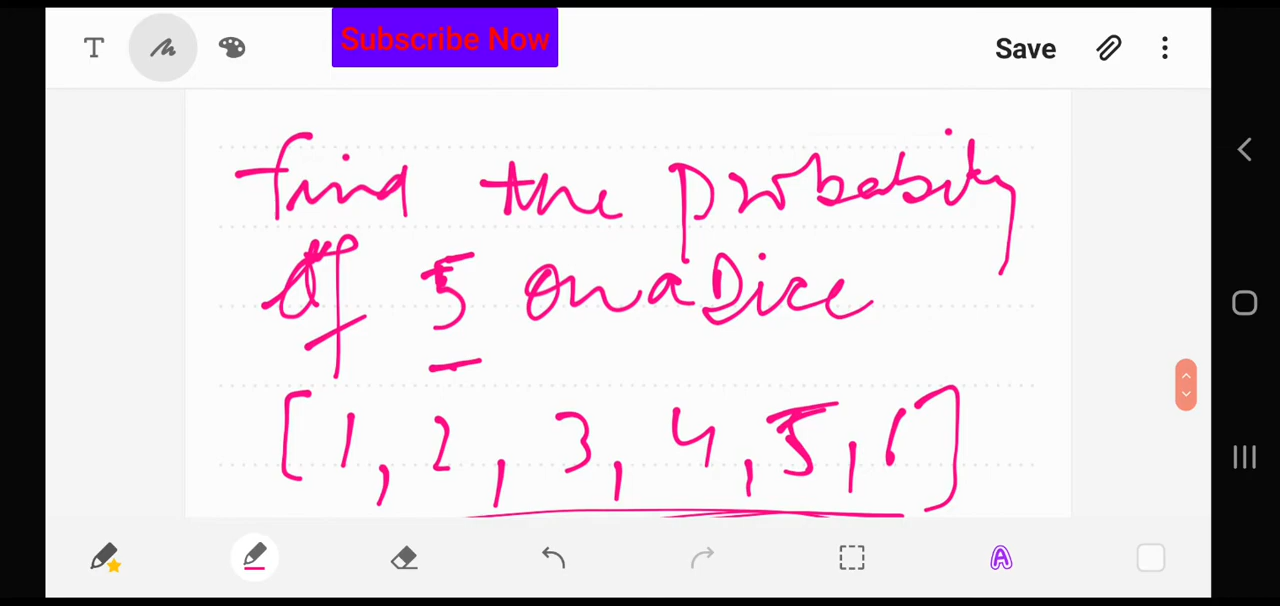 T Subscribe Now Save
find the probability
of 5 on a Dice
[1, 2, 3, 4, 5, 6]
A